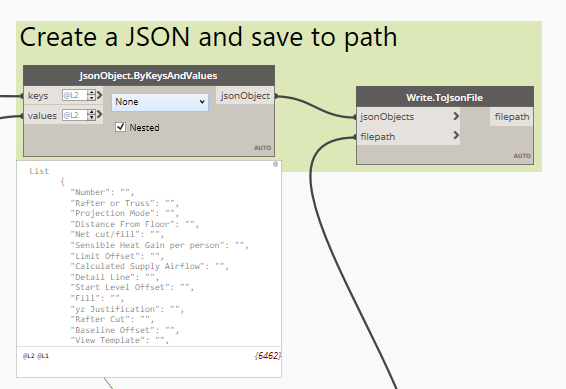 Create a JSON and save to path
JsonObject.ByKeysAndValues
keys @L2 None jsonObject
values @L2 Nested
AUTO
Write.ToJsonFile
jsonObjects filepath
filepath
AUTO
List
{
"Number": "",
"Rafter or Truss": "",
"Projection Mode": "",
"Distance From Floor": "",
"Net cut/fill": "",
"Sensible Heat Gain per person": "",
"Limit Offset": "",
"Calculated Supply Airflow": "",
"Detail Line": "",
"Start Level Offset": "",
"Fill": "",
"yz Justification": "",
"Rafter Cut": "",
"Baseline Offset": "",
"View Template": "",
@L2 @L1 {6462}